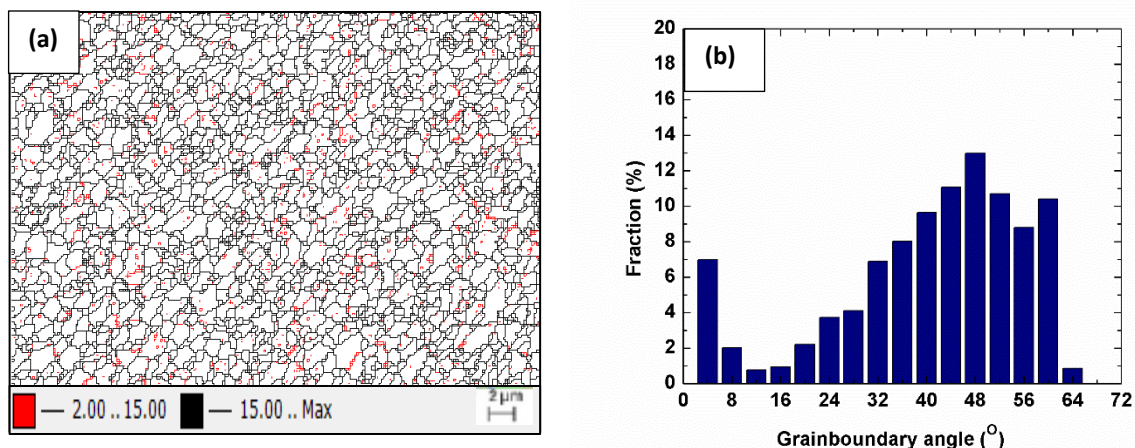 (a)
2.00 .. 15.00
15.00 .. Max
2 μm
(b)
20
18
16
14
12
10
8
6
4
2
0
Fraction (%)
0 8 16 24 32 40 48 56 64 72
Grainboundary angle (O)